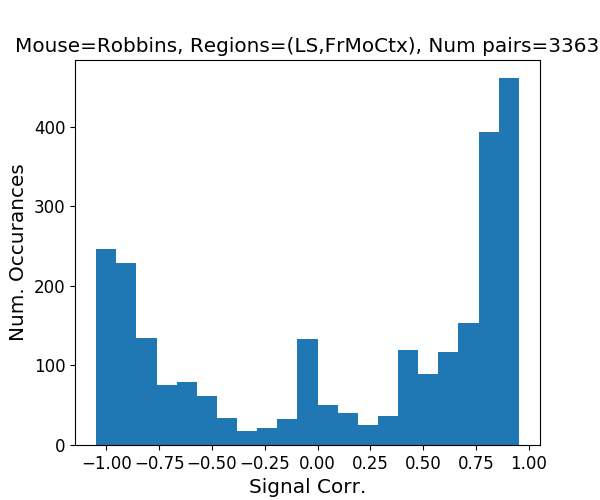 Mouse=Robbins, Regions=(LS,FrMoCtx), Num pairs=3363
400
300
200
100
0
Num. Occurances
−1.00 −0.75 −0.50 −0.25 0.00 0.25 0.50 0.75 1.00
Signal Corr.